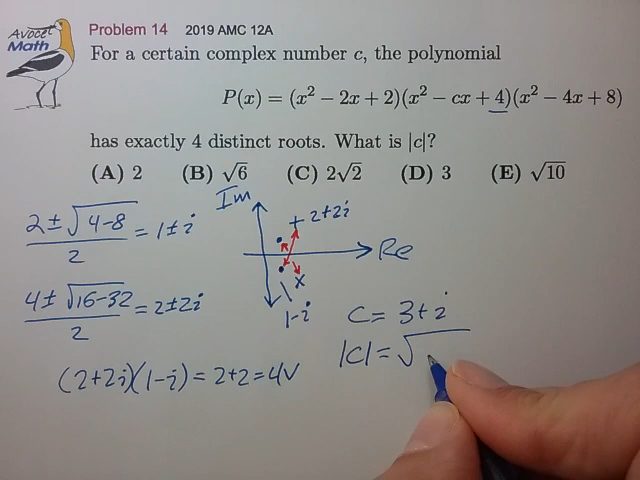 Avocet Math
Problem 14 2019 AMC 12A
For a certain complex number c, the polynomial
P(x) = (x² − 2x + 2)(x² − cx + 4)(x² − 4x + 8)
has exactly 4 distinct roots. What is |c|?
(A) 2 (B) √6 (C) 2√2 (D) 3 (E) √10
Im
2+2i
Re
x
1-i
2±√4-8 / 2 = 1±i
4±√16-32 / 2 = 2±2i
(2+2i)(1-i) = 2+2=4√
c = 3+i
|c| = √